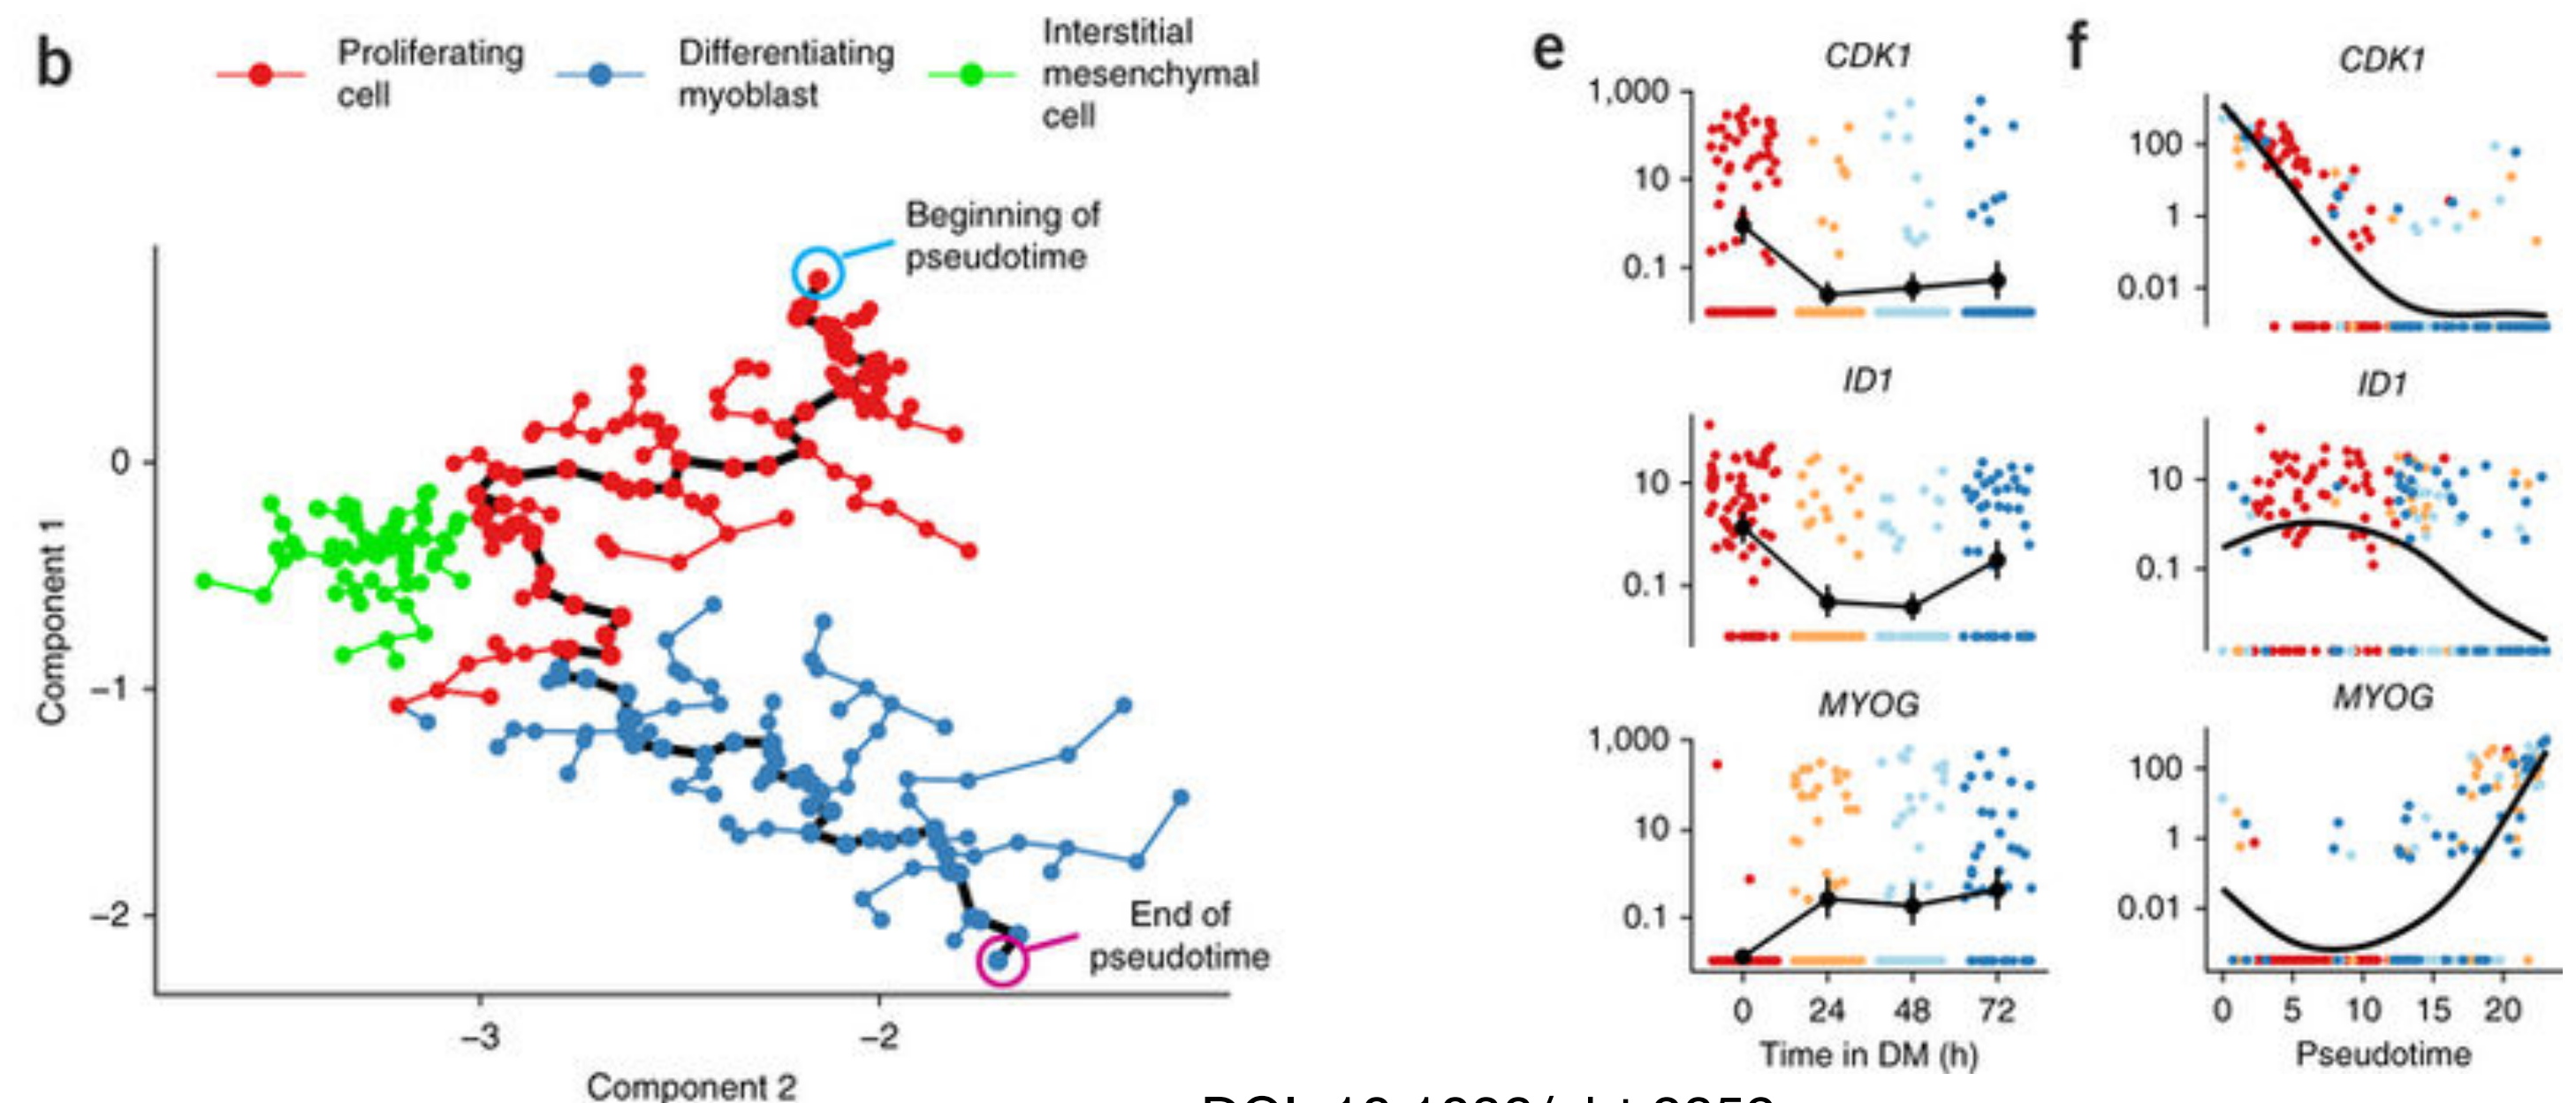 b
Proliferating
cell
Differentiating
myoblast
Interstitial
mesenchymal
cell
Beginning of
pseudotime
End of
pseudotime
Component 1
0
−1
−2
−3
−2
Component 2
e
CDK1
1,000
10
0.1
ID1
10
0.1
MYOG
1,000
10
0.1
0
24
48
72
Time in DM (h)
f
CDK1
100
1
0.01
ID1
10
0.1
MYOG
100
1
0.01
0
5
10
15
20
Pseudotime